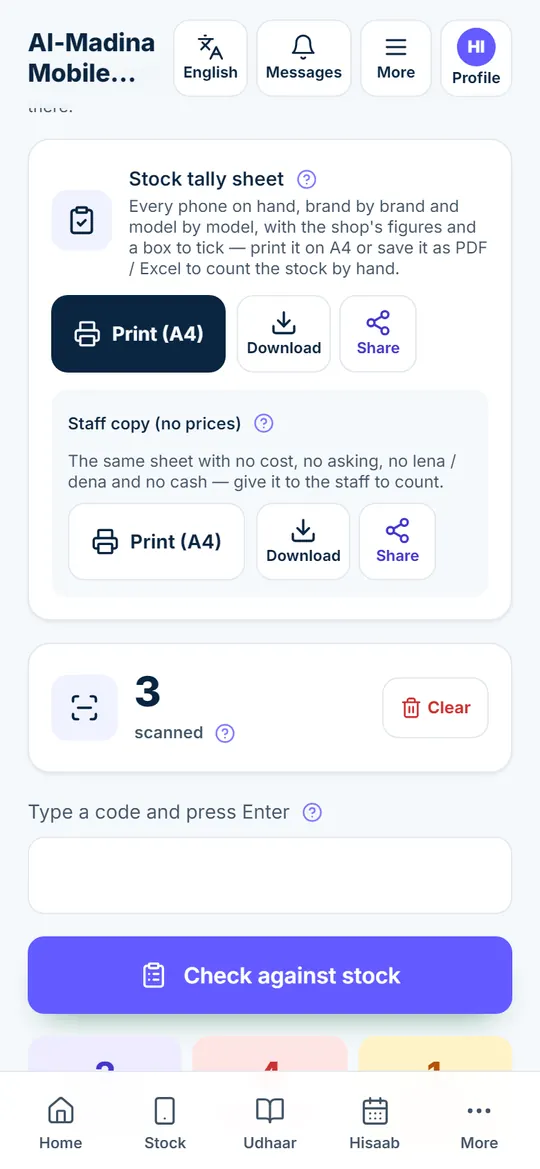 Al-Madina
Mobile...
English
Messages
More
HI
Profile
there.
Stock tally sheet
Every phone on hand, brand by brand and
model by model, with the shop's figures and
a box to tick — print it on A4 or save it as PDF
/ Excel to count the stock by hand.
Print (A4)
Download
Share
Staff copy (no prices)
The same sheet with no cost, no asking, no lena /
dena and no cash — give it to the staff to count.
Print (A4)
Download
Share
3
scanned
Clear
Type a code and press Enter
Check against stock
Home
Stock
Udhaar
Hisaab
More